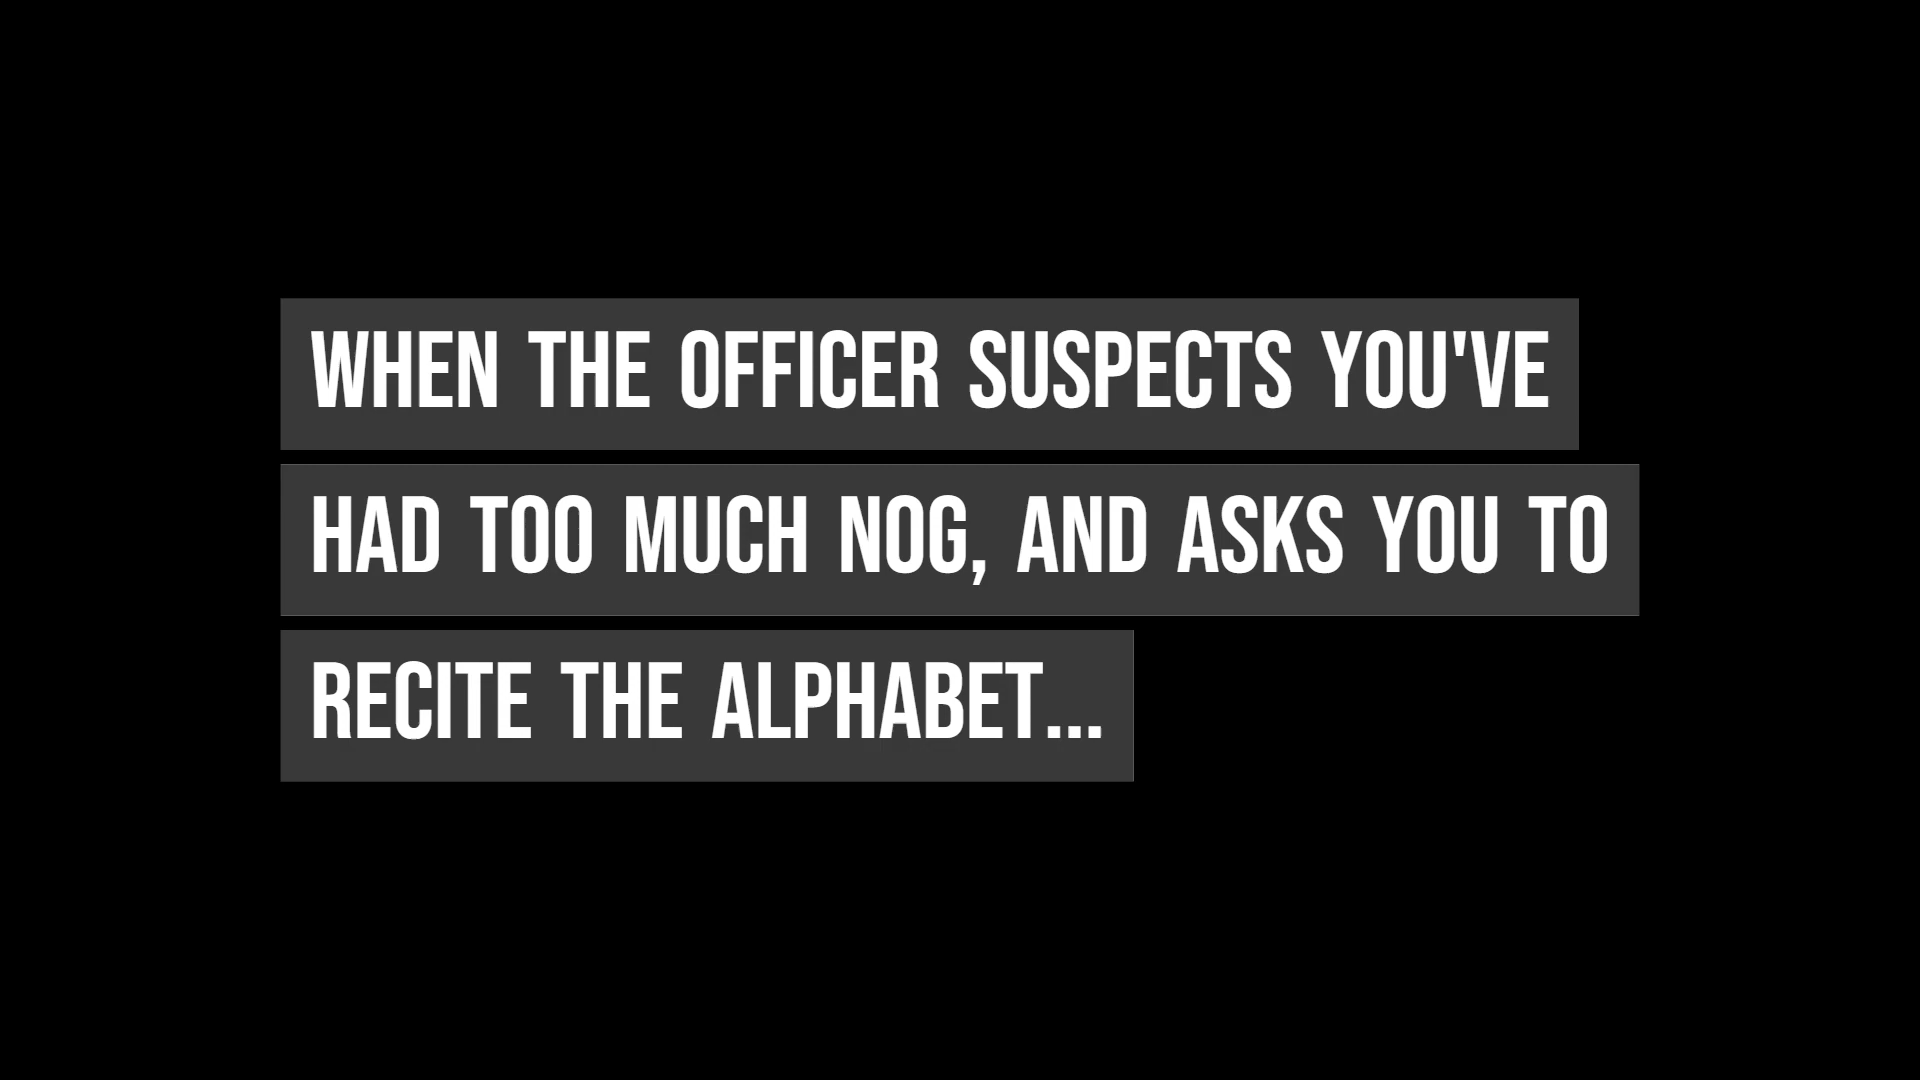 WHEN THE OFFICER SUSPECTS YOU'VE
HAD TOO MUCH NOG, AND ASKS YOU TO
RECITE THE ALPHABET...